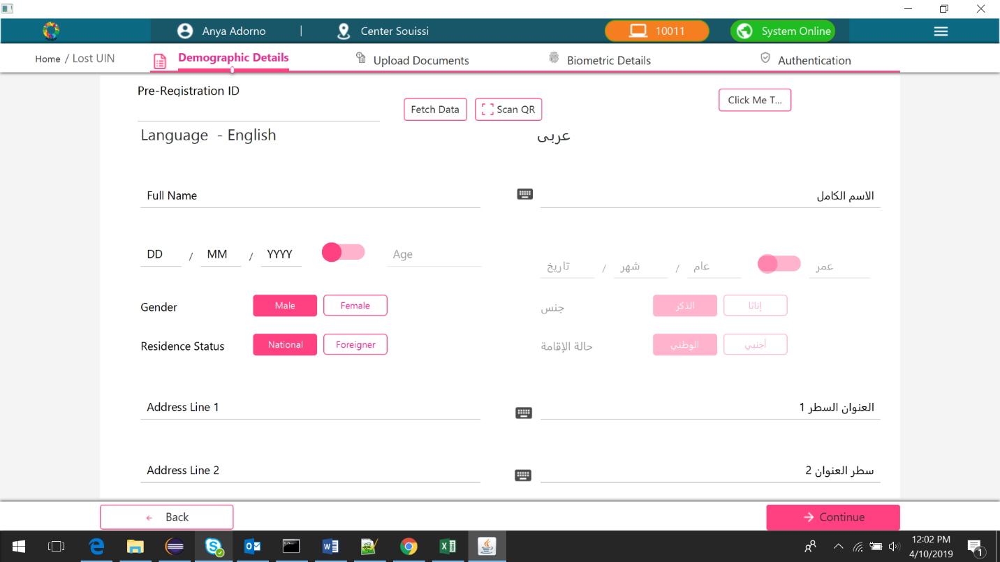 Anya Adorno | Center Souissi 10011 System Online
Home / Lost UIN Demographic Details Upload Documents Biometric Details Authentication
Pre-Registration ID
Fetch Data Scan QR Click Me T...
Language - English عربى
Full Name الاسم الكامل
DD / MM / YYYY Age تاريخ / شهر / عام عمر
Gender Male Female جنس الذكر إناثا
Residence Status National Foreigner حالة الإقامة الوطني أجنبي
Address Line 1 العنوان السطر 1
Address Line 2 سطر العنوان 2
← Back → Continue
12:02 PM
4/10/2019 1